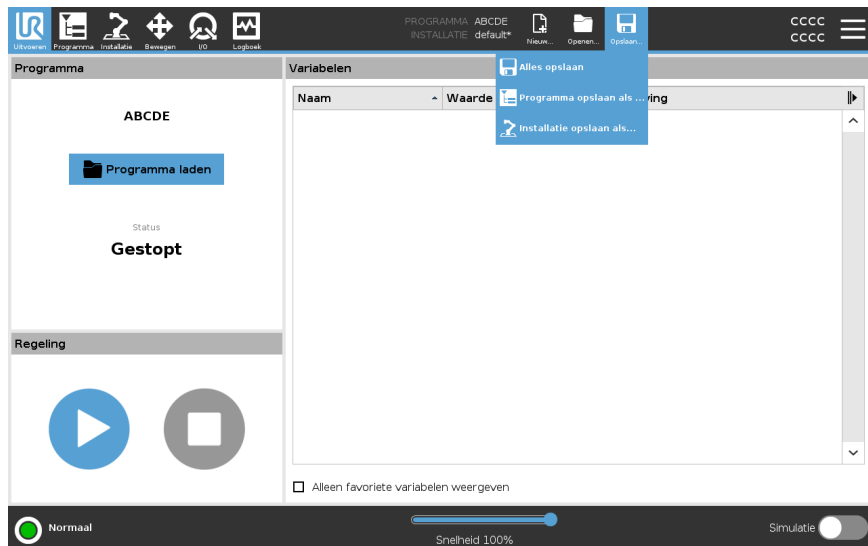 UR
Uitvoeren Programma Installatie Bewegen I/O Logboek
PROGRAMMA ABCDE
INSTALLATIE default*
Nieuw... Openen... Opslaan...
CCCC
CCCC
Alles opslaan
Programma opslaan als ...
Installatie opslaan als...
Programma
ABCDE
Programma laden
Status
Gestopt
Regeling
Variabelen
Naam Waarde ving
Alleen favoriete variabelen weergeven
Normaal
Snelheid 100%
Simulatie